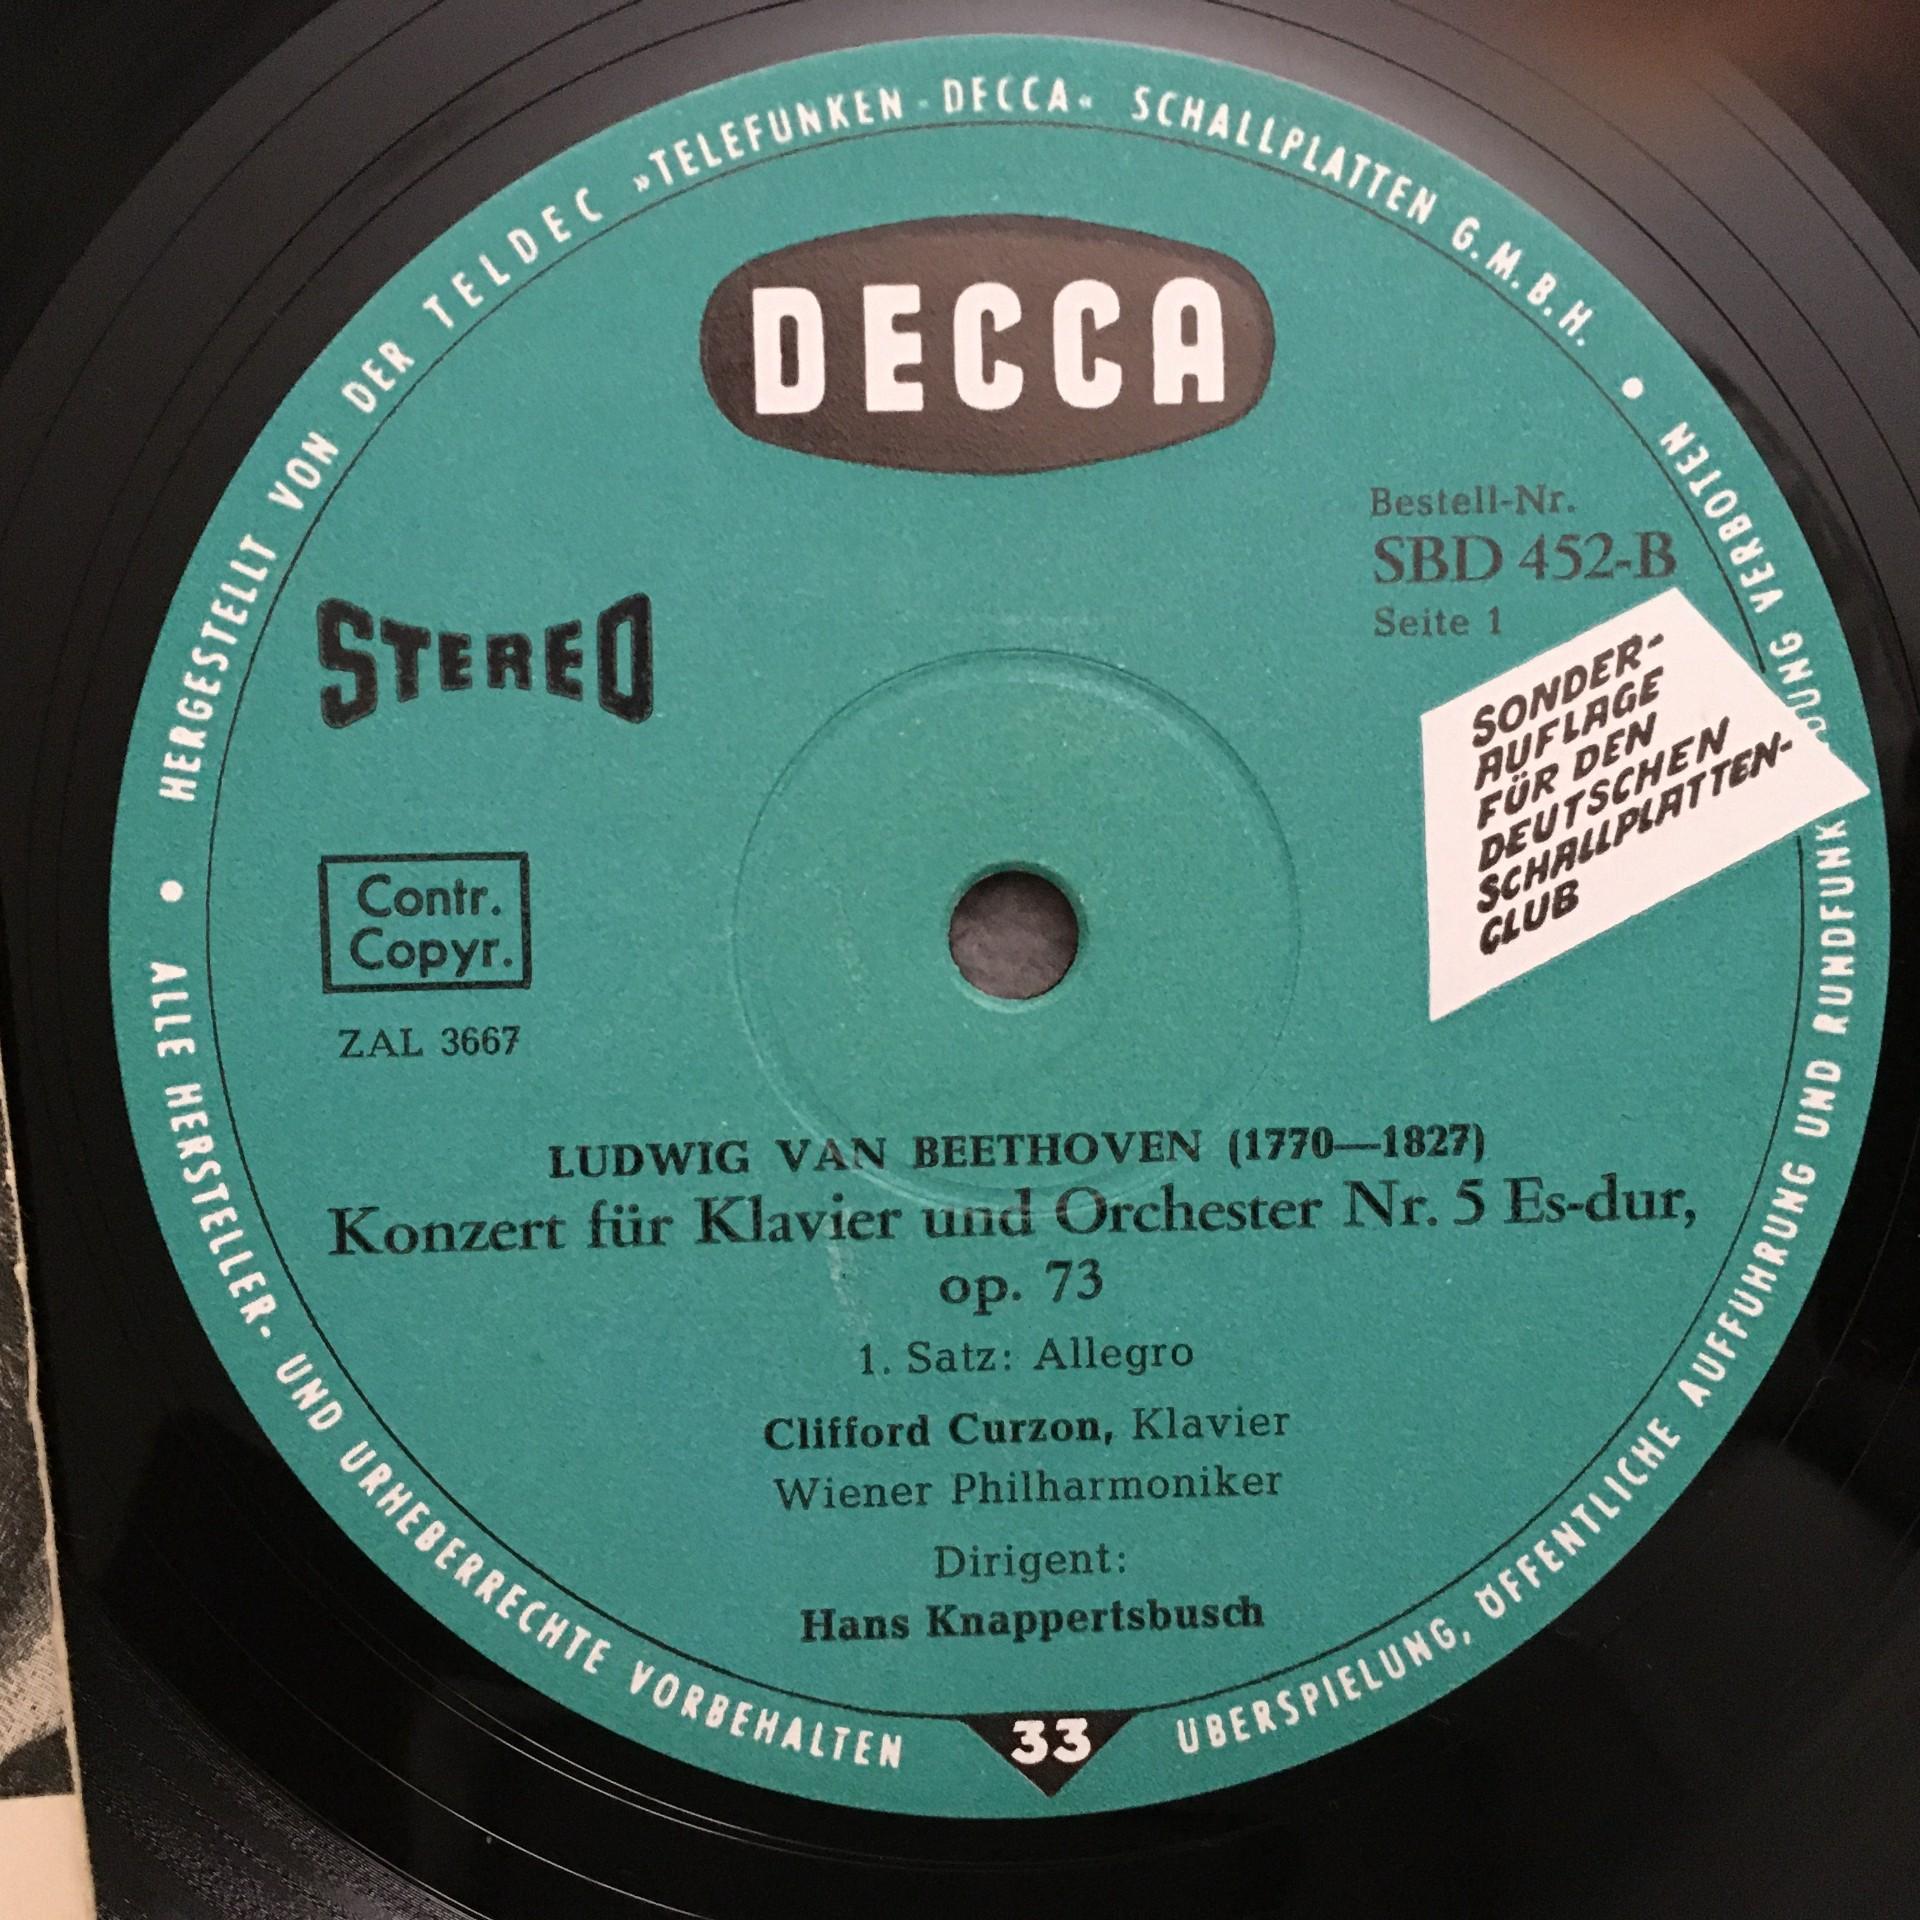 HERGESTELLT VON DER TELDEC »TELEFUNKEN - DECCA« SCHALLPLATTEN G.M.B.H. •
DECCA
Bestell-Nr.
SBD 452-B
Seite 1
STEREO
SONDER-
AUFLAGE
FÜR DEN
DEUTSCHEN
SCHALLPLATTEN-
CLUB
Contr.
Copyr.
ZAL 3667
LUDWIG VAN BEETHOVEN (1770—1827)
Konzert für Klavier und Orchester Nr. 5 Es-dur,
op. 73
1. Satz: Allegro
Clifford Curzon, Klavier
Wiener Philharmoniker
Dirigent:
Hans Knappertsbusch
33
• ALLE HERSTELLER- UND URHEBERRECHTE VORBEHALTEN
ÜBERSPIELUNG, ÖFFENTLICHE AUFFÜHRUNG UND RUNDFUNK VERBOTEN